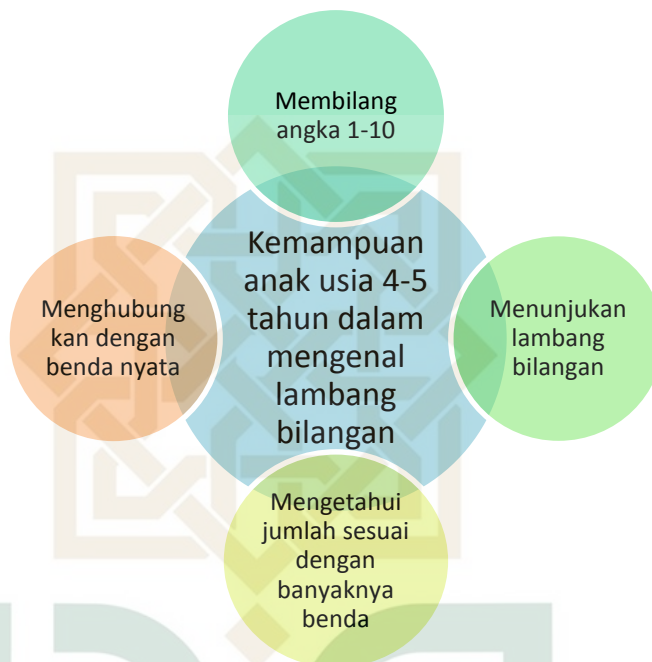 Membilang
angka 1-10
Kemampuan
anak usia 4-5
tahun dalam
mengenal
lambang
bilangan
Menghubung
kan dengan
benda nyata
Menunjukan
lambang
bilangan
Mengetahui
jumlah sesuai
dengan
banyaknya
benda